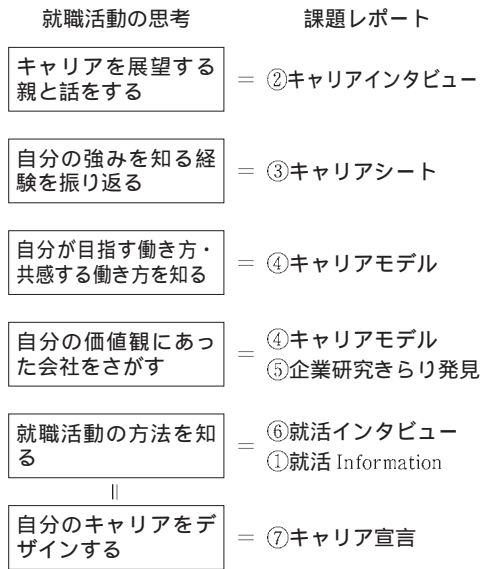 就職活動の思考　課題レポート
キャリアを展望する
親と話をする
＝ ②キャリアインタビュー
自分の強みを知る経
験を振り返る
＝ ③キャリアシート
自分が目指す働き方・
共感する働き方を知る
＝ ④キャリアモデル
自分の価値観にあっ
た会社をさがす
＝ ④キャリアモデル
⑤企業研究きらり発見
就職活動の方法を知
る
＝ ⑥就活インタビュー
①就活 Information
||
自分のキャリアをデ
ザインする
＝ ⑦キャリア宣言